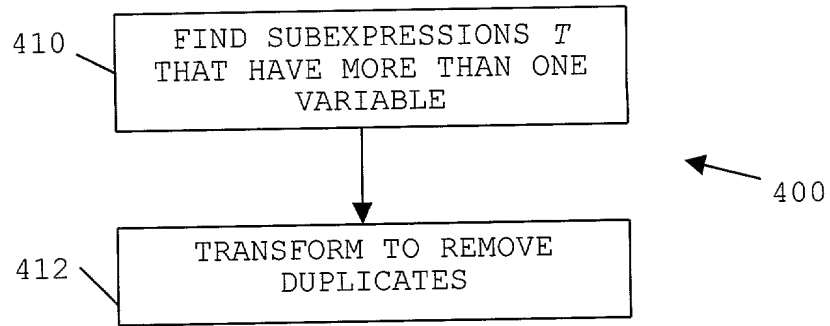 410
FIND SUBEXPRESSIONS T
THAT HAVE MORE THAN ONE
VARIABLE
400
412
TRANSFORM TO REMOVE
DUPLICATES